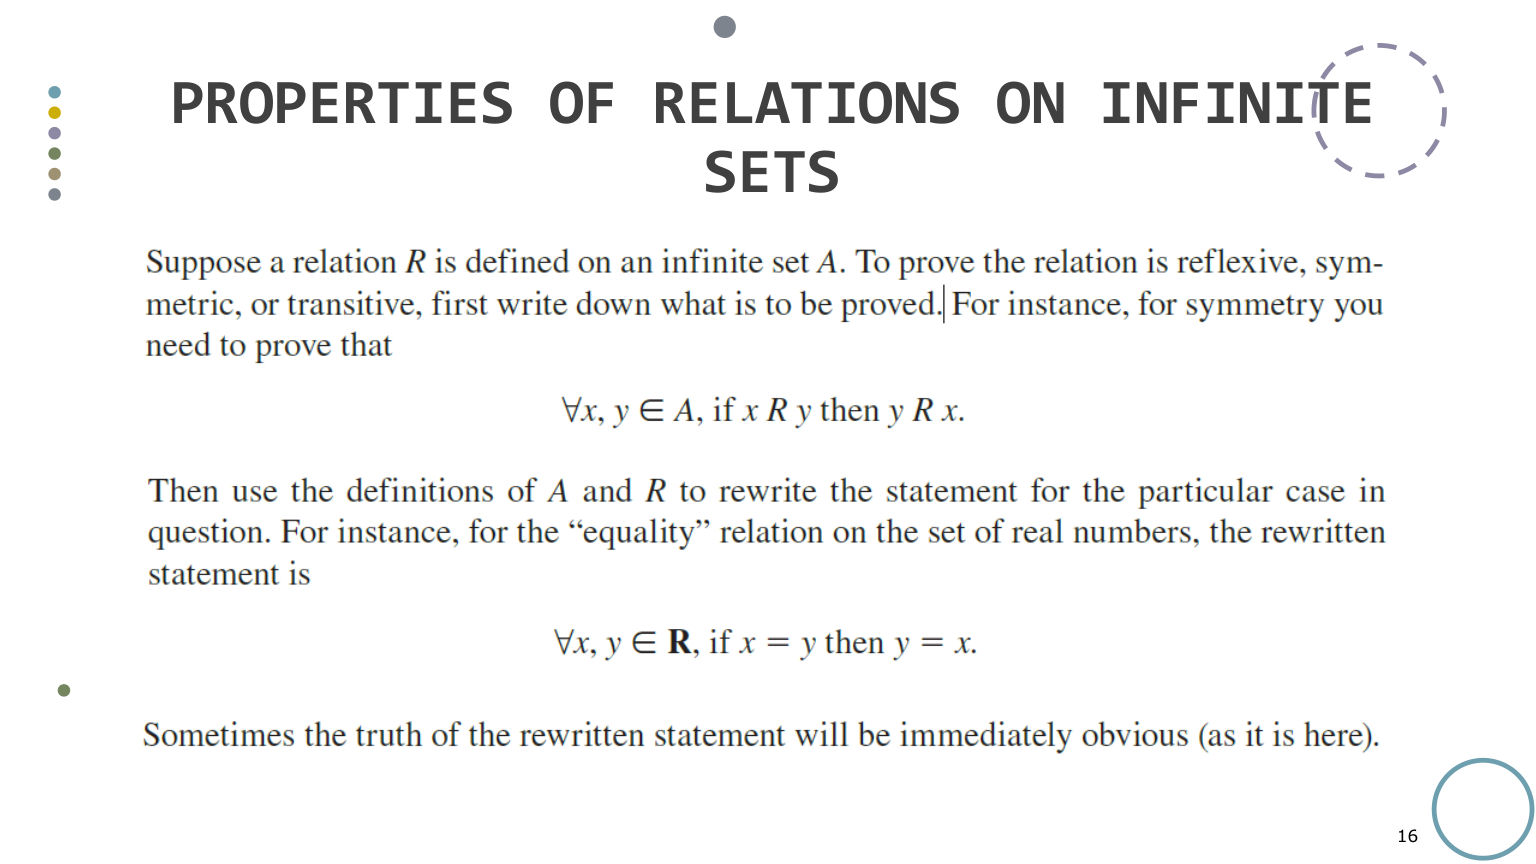 PROPERTIES OF RELATIONS ON INFINITE
SETS
Suppose a relation R is defined on an infinite set A. To prove the relation is reflexive, sym-
metric, or transitive, first write down what is to be proved. For instance, for symmetry you
need to prove that
∀x, y ∈ A, if x R y then y R x.
Then use the definitions of A and R to rewrite the statement for the particular case in
question. For instance, for the “equality” relation on the set of real numbers, the rewritten
statement is
∀x, y ∈ R, if x = y then y = x.
Sometimes the truth of the rewritten statement will be immediately obvious (as it is here).
16